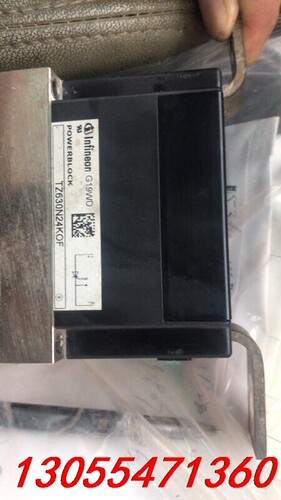 Infineon G19WD
POWERBLOCK
TZ630N24KOF
13055471360